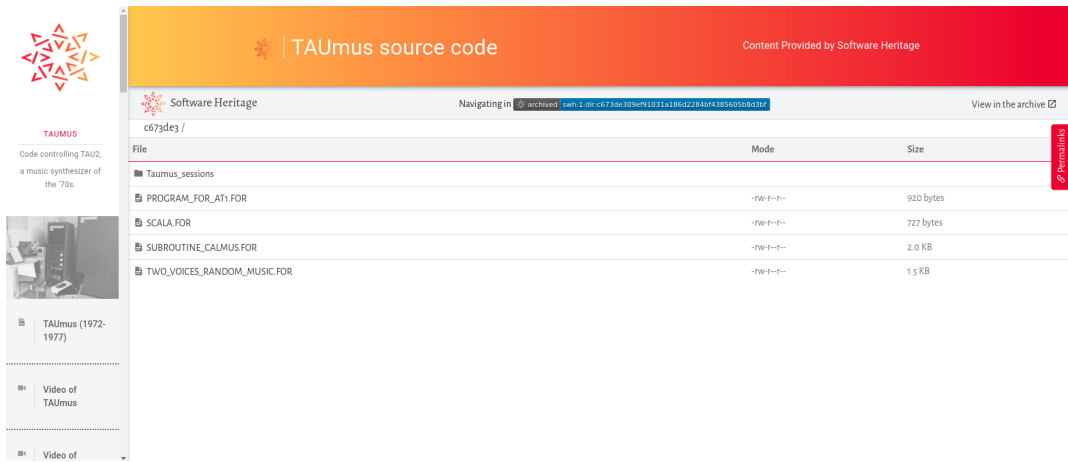 TAUMUS
Code controlling TAU2,
a music synthesizer of
the '70s.
TAUmus (1972-
1977)
Video of
TAUmus
Video of
TAUmus source code
Content Provided by Software Heritage
Software Heritage
Navigating in archived swh:1:dir:c673de309ef91031a186d2284bf4385605b8d3bf
View in the archive
c673de3 /
File Mode Size
Taumus_sessions
PROGRAM_FOR_AT1.FOR -rw-r--r-- 920 bytes
SCALA.FOR -rw-r--r-- 727 bytes
SUBROUTINE_CALMUS.FOR -rw-r--r-- 2.0 KB
TWO_VOICES_RANDOM_MUSIC.FOR -rw-r--r-- 1.5 KB
Permalinks